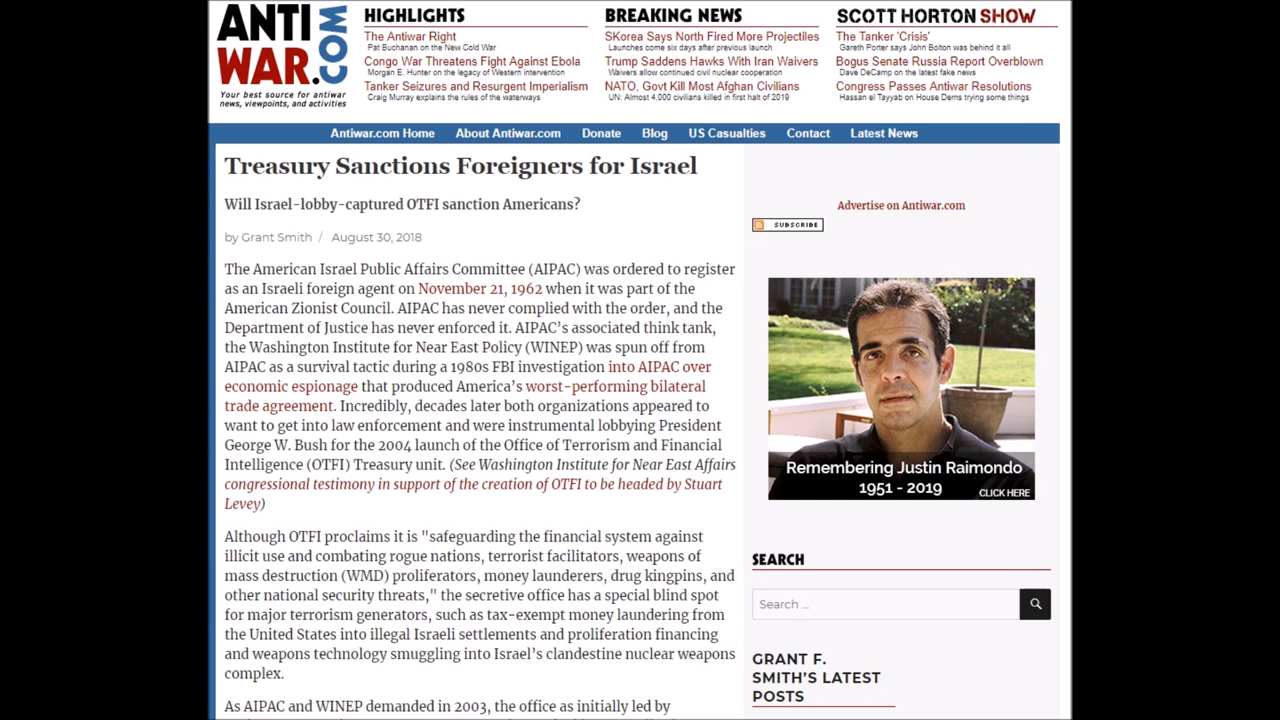 ANTI
WAR.COM
Your best source for antiwar
news, viewpoints, and activities
HIGHLIGHTS
The Antiwar Right
Pat Buchanan on the New Cold War
Congo War Threatens Fight Against Ebola
Morgan E. Hunter on the legacy of Western intervention
Tanker Seizures and Resurgent Imperialism
Craig Murray explains the rules of the waterways
BREAKING NEWS
SKorea Says North Fired More Projectiles
Launches come six days after previous launch
Trump Saddens Hawks With Iran Waivers
Waivers allow continued civil nuclear cooperation
NATO, Govt Kill Most Afghan Civilians
UN: Almost 4,000 civilians killed in first half of 2019
SCOTT HORTON SHOW
The Tanker 'Crisis'
Gareth Porter says John Bolton was behind it all
Bogus Senate Russia Report Overblown
Dave DeCamp on the latest fake news
Congress Passes Antiwar Resolutions
Hassan el Tayyab on House Dems trying some things
Antiwar.com Home About Antiwar.com Donate Blog US Casualties Contact Latest News
Treasury Sanctions Foreigners for Israel
Will Israel-lobby-captured OTFI sanction Americans?
by Grant Smith / August 30, 2018
The American Israel Public Affairs Committee (AIPAC) was ordered to register
as an Israeli foreign agent on November 21, 1962 when it was part of the
American Zionist Council. AIPAC has never complied with the order, and the
Department of Justice has never enforced it. AIPAC's associated think tank,
the Washington Institute for Near East Policy (WINEP) was spun off from
AIPAC as a survival tactic during a 1980s FBI investigation into AIPAC over
economic espionage that produced America's worst-performing bilateral
trade agreement. Incredibly, decades later both organizations appeared to
want to get into law enforcement and were instrumental lobbying President
George W. Bush for the 2004 launch of the Office of Terrorism and Financial
Intelligence (OTFI) Treasury unit. (See Washington Institute for Near East Affairs
congressional testimony in support of the creation of OTFI to be headed by Stuart
Levey)
Although OTFI proclaims it is "safeguarding the financial system against
illicit use and combating rogue nations, terrorist facilitators, weapons of
mass destruction (WMD) proliferators, money launderers, drug kingpins, and
other national security threats," the secretive office has a special blind spot
for major terrorism generators, such as tax-exempt money laundering from
the United States into illegal Israeli settlements and proliferation financing
and weapons technology smuggling into Israel's clandestine nuclear weapons
complex.
As AIPAC and WINEP demanded in 2003, the office as initially led by
Advertise on Antiwar.com
SUBSCRIBE
Remembering Justin Raimondo
1951 - 2019
CLICK HERE
SEARCH
Search ...
GRANT F.
SMITH'S LATEST
POSTS